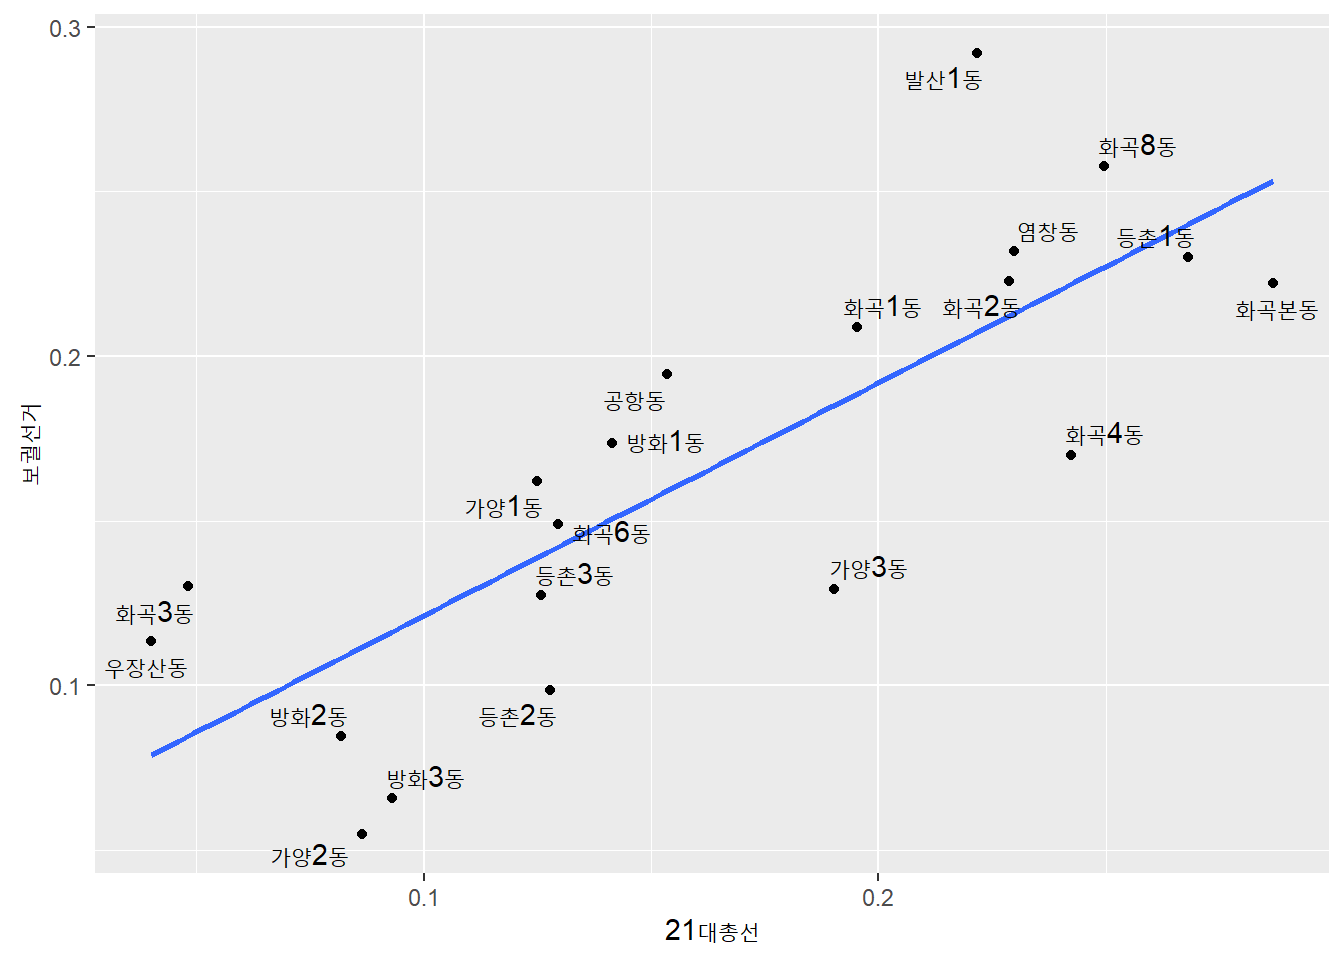 0.3
발산1동
화곡8동
염창동
등촌1동
화곡1동
화곡2동
화곡본동
0.2
공항동
방화1동
화곡4동
가양1동
화곡6동
등촌3동
가양3동
화곡3동
우장산동
0.1
방화2동
등촌2동
방화3동
가양2동
보궐선거
0.1
0.2
21대총선